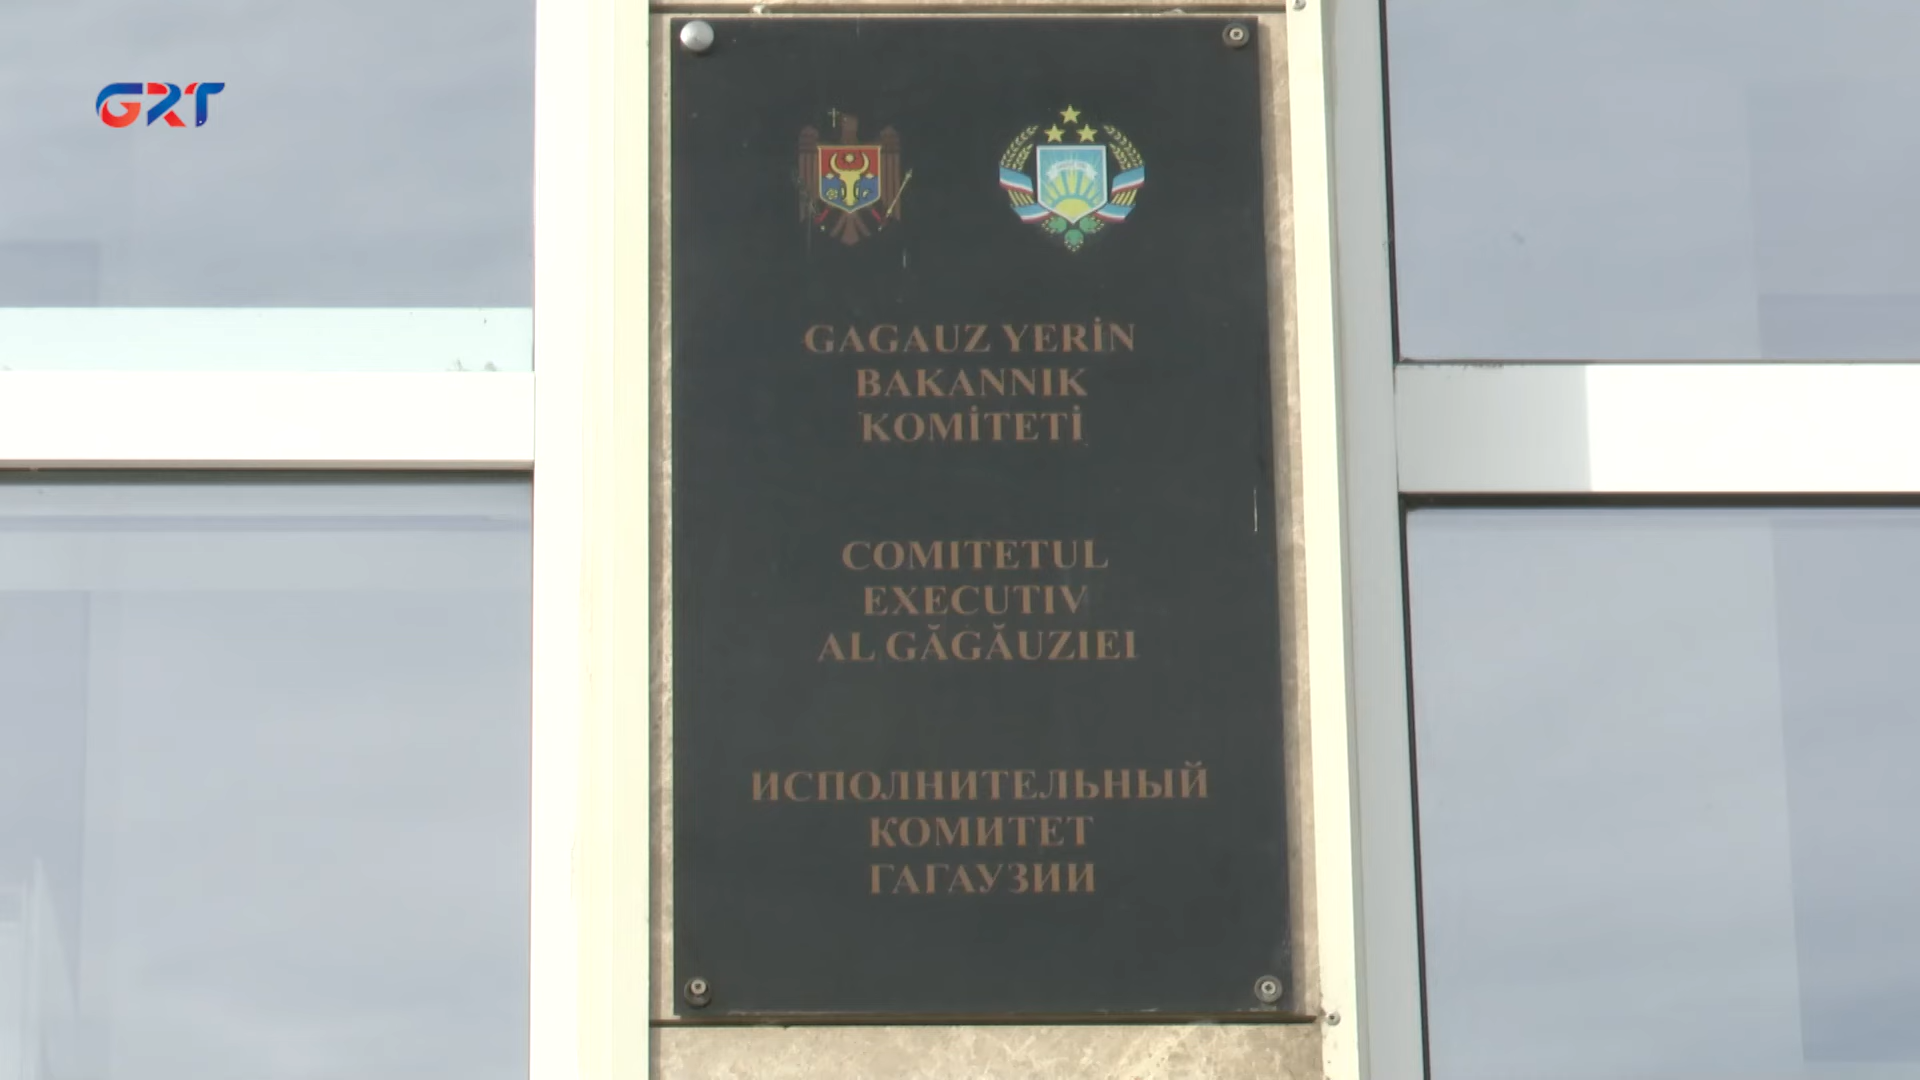 GRT
GAGAUZ YERİN
BAKANNIK
KOMİTETİ
COMITETUL
EXECUTIV
AL GĂGĂUZIEI
ИСПОЛНИТЕЛЬНЫЙ
КОМИТЕТ
ГАГАУЗИИ